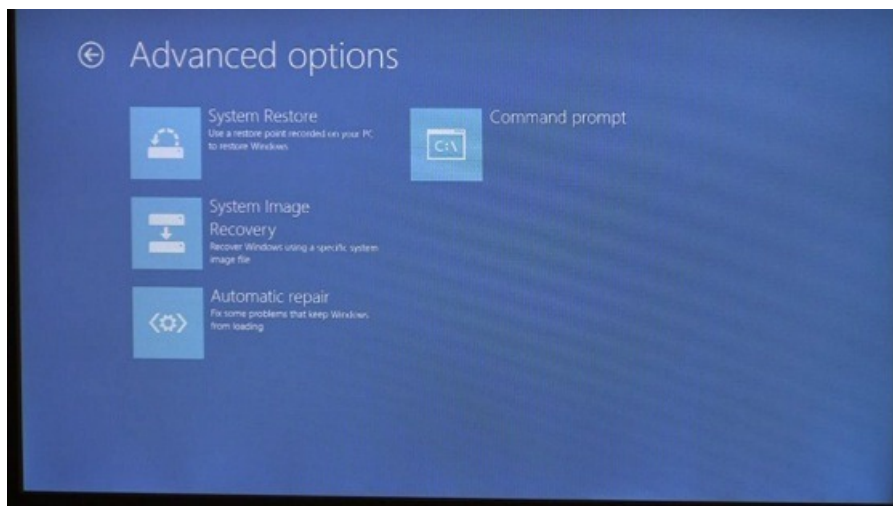 Advanced options
System Restore
Use a restore point recorded on your PC
to restore Windows
Command prompt
C:\
System Image
Recovery
Recover Windows using a specific system
image file
Automatic repair
Fix some problems that keep Windows
from loading